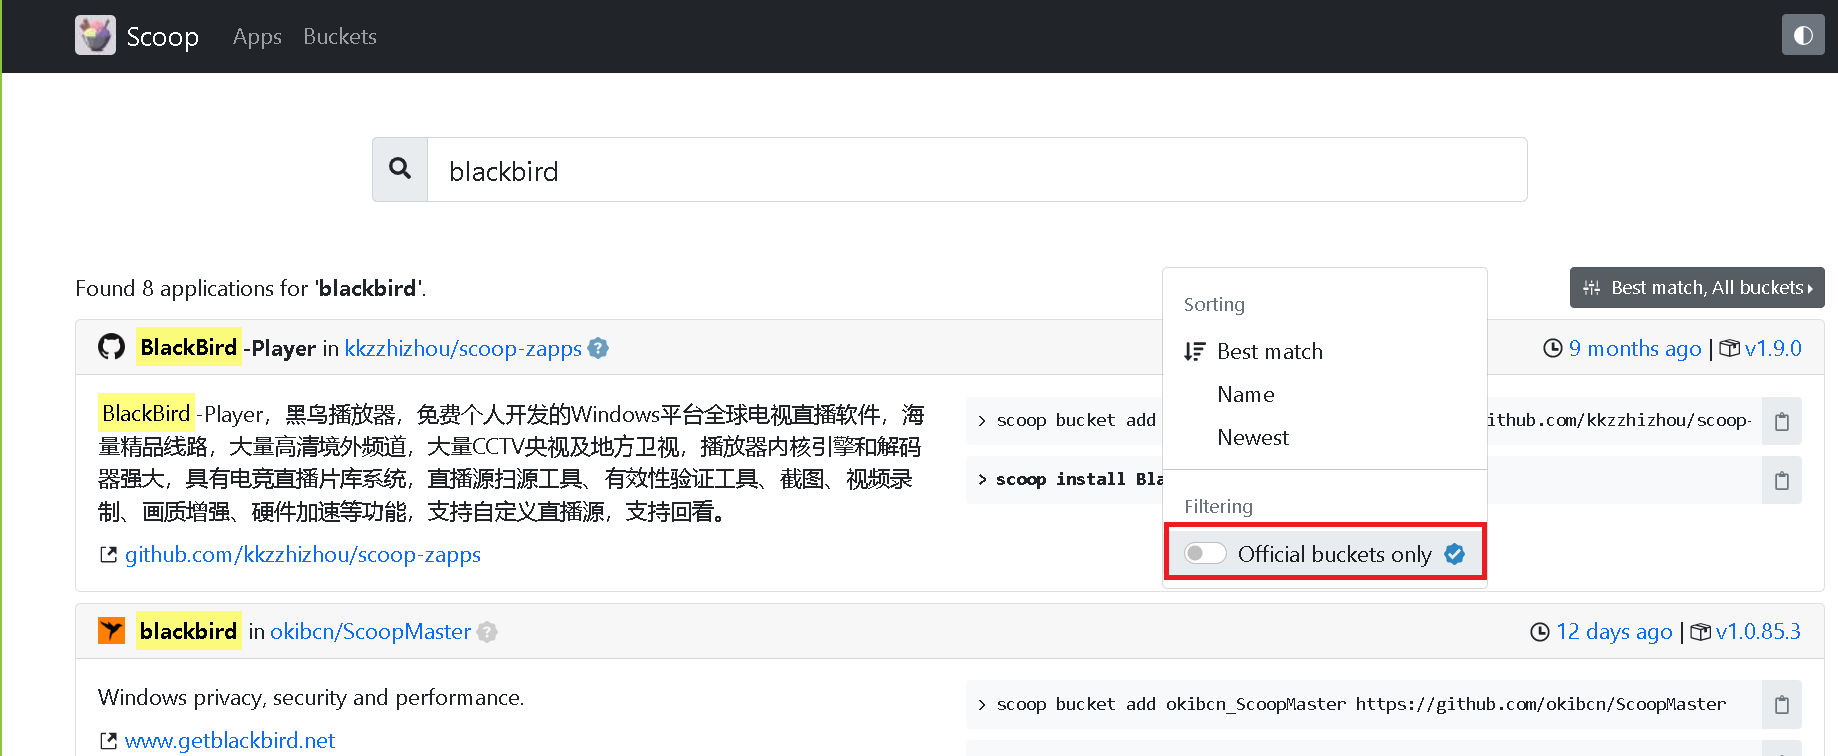 Scoop Apps Buckets
blackbird
Found 8 applications for 'blackbird'.
Best match, All buckets
Sorting
Best match
Name
Newest
Filtering
Official buckets only
BlackBird-Player in kkzzhizhou/scoop-zapps
9 months ago | v1.9.0
BlackBird-Player，黑鸟播放器，免费个人开发的Windows平台全球电视直播软件，海
量精品线路，大量高清境外频道，大量CCTV央视及地方卫视，播放器内核引擎和解码
器强大，具有电竞直播片库系统，直播源扫源工具、有效性验证工具、截图、视频录
制、画质增强、硬件加速等功能，支持自定义直播源，支持回看。
github.com/kkzzhizhou/scoop-zapps
> scoop bucket add ithub.com/kkzzhizhou/scoop-
> scoop install Bla
blackbird in okibcn/ScoopMaster
12 days ago | v1.0.85.3
Windows privacy, security and performance.
www.getblackbird.net
> scoop bucket add okibcn_ScoopMaster https://github.com/okibcn/ScoopMaster